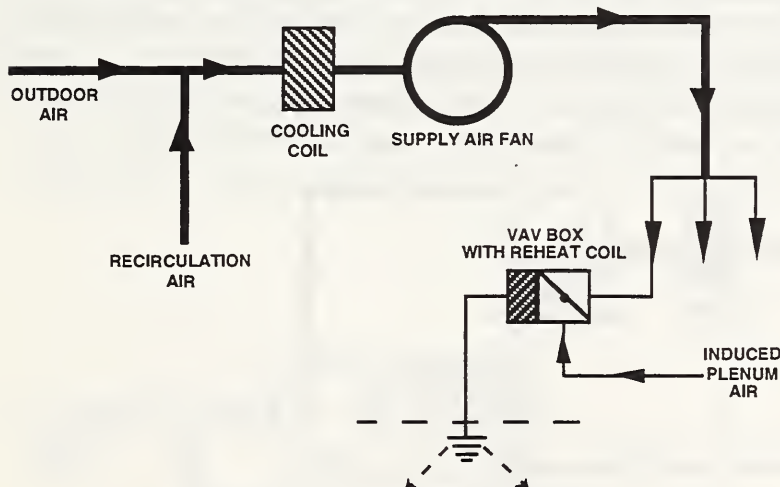 OUTDOOR
AIR
COOLING
COIL
SUPPLY AIR FAN
RECIRCULATION
AIR
VAV BOX
WITH REHEAT COIL
INDUCED
PLENUM
AIR